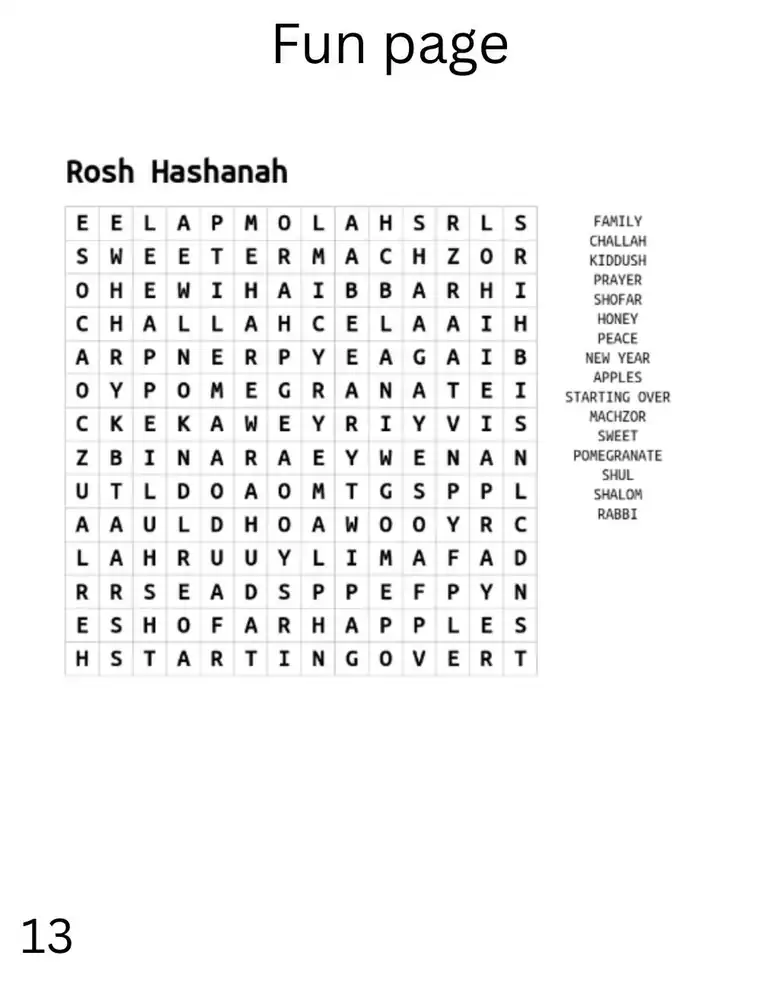 Fun page
Rosh Hashanah
E E L A P M O L A H S R L S
S W E E T E R M A C H Z O R
O H E W I H A I B B A R H I
C H A L L A H C E L A A I H
A R P N E R P Y E A G A I B
O Y P O M E G R A N A T E I
C K E K A W E Y R I Y V I S
Z B I N A R A E Y W E N A N
U T L D O A O M T G S P P L
A A U L D H O A W O O Y R C
L A H R U U Y L I M A F A D
R R S E A D S P P E F P Y N
E S H O F A R H A P P L E S
H S T A R T I N G O V E R T
FAMILY
CHALLAH
KIDDUSH
PRAYER
SHOFAR
HONEY
PEACE
NEW YEAR
APPLES
STARTING OVER
MACHZOR
SWEET
POMEGRANATE
SHUL
SHALOM
RABBI
13